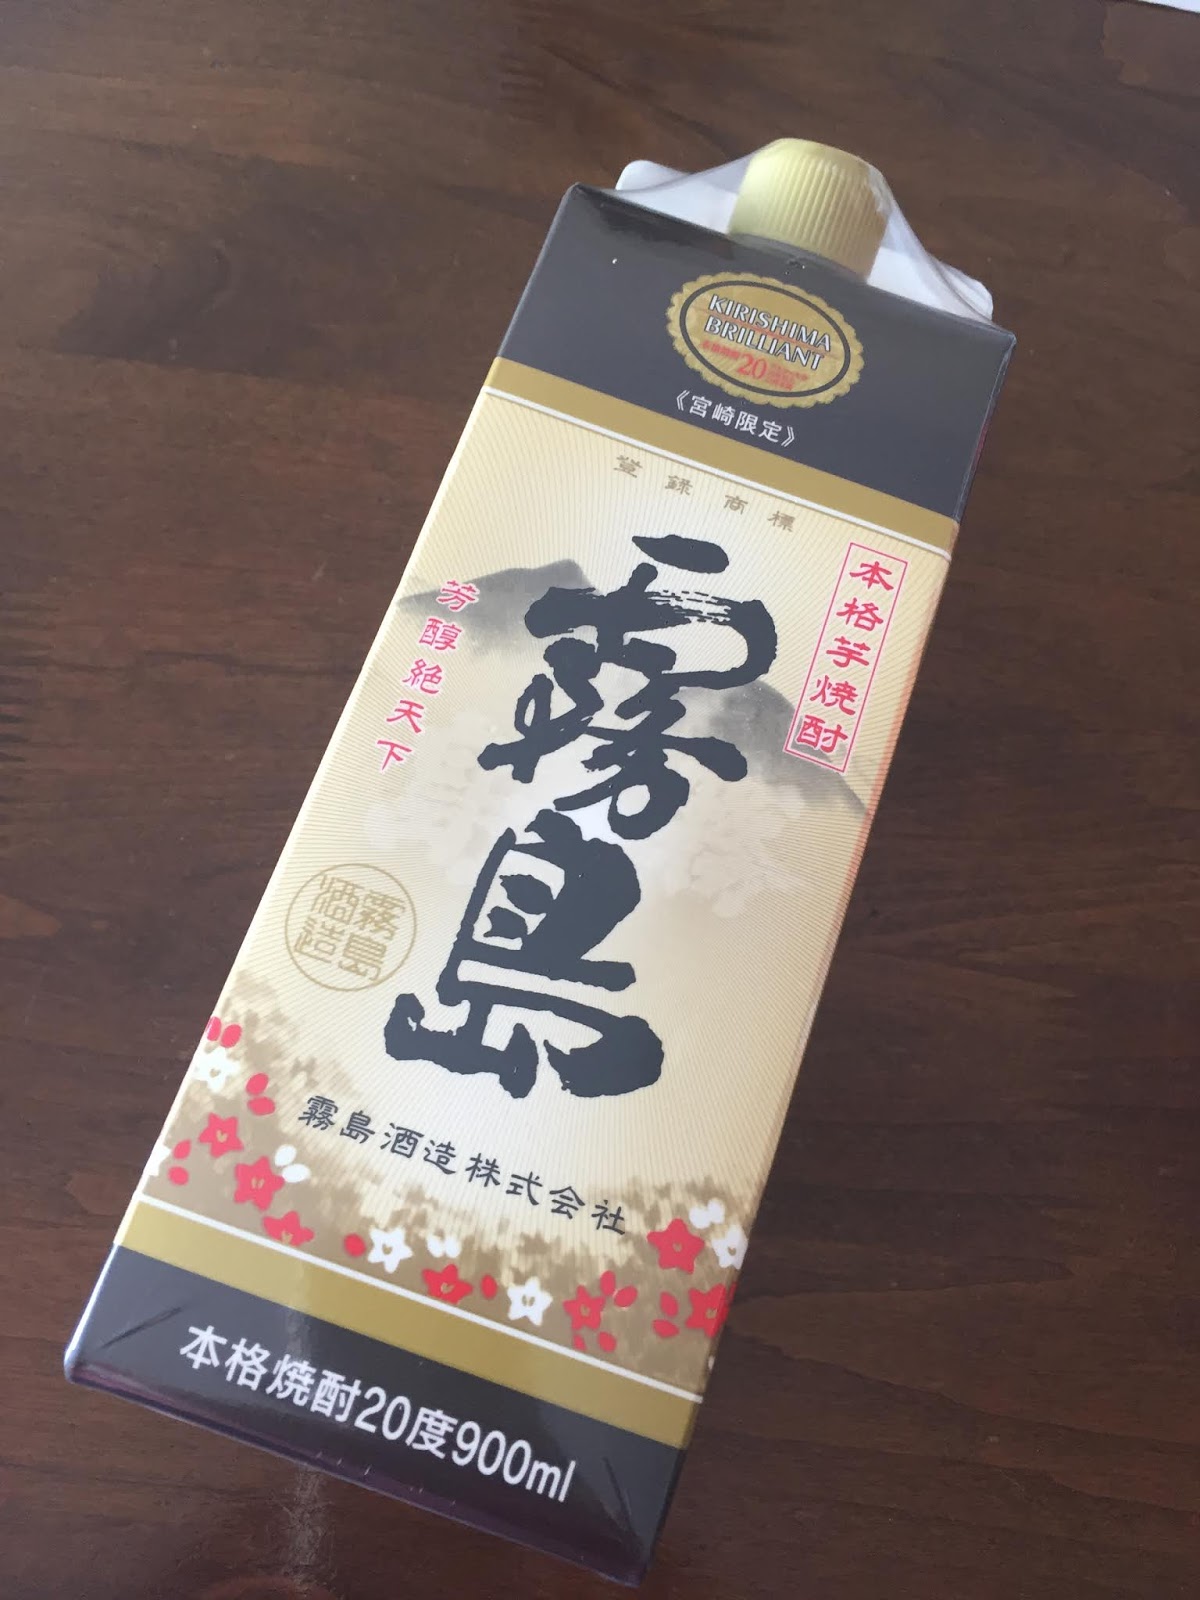 KIRISHIMA
BRILLIANT
20
《宮崎限定》
登録商標
本格芋焼酎
霧島
芳醇絶天下
霧島
酒造
霧島酒造株式会社
本格焼酎20度900ml